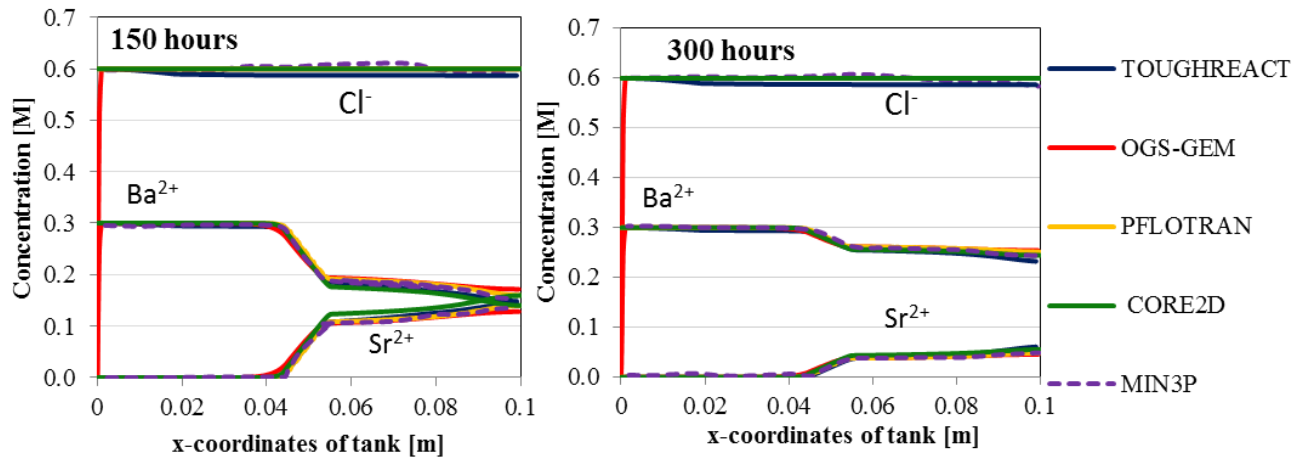 150 hours
0.7
0.6
0.5
0.4
0.3
0.2
0.1
0.0
Concentration [M]
Cl⁻
Ba²⁺
Sr²⁺
0
0.02
0.04
0.06
0.08
0.1
x-coordinates of tank [m]
300 hours
0.7
0.6
0.5
0.4
0.3
0.2
0.1
0.0
Concentration [M]
Cl⁻
Ba²⁺
Sr²⁺
0
0.02
0.04
0.06
0.08
0.1
x-coordinates of tank [m]
TOUGHREACT
OGS-GEM
PFLOTRAN
CORE2D
MIN3P